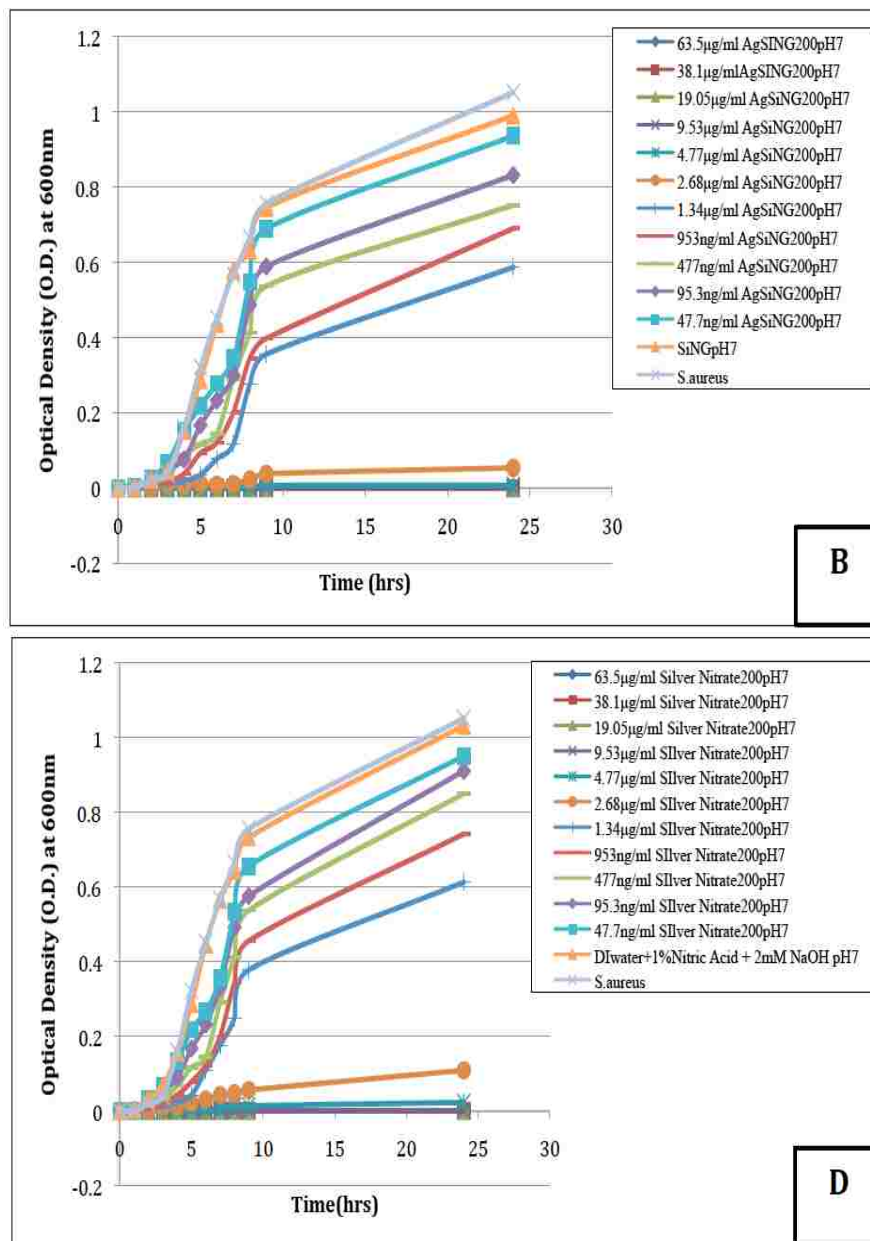 1.2
1
0.8
0.6
0.4
0.2
0
-0.2
0 5 10 15 20 25 30
Optical Density (O.D.) at 600nm
Time (hrs)
63.5µg/ml AgSING200pH7
38.1µg/mlAgSING200pH7
19.05µg/ml AgSiNG200pH7
9.53µg/ml AgSiNG200pH7
4.77µg/ml AgSiNG200pH7
2.68µg/ml AgSiNG200pH7
1.34µg/ml AgSiNG200pH7
953ng/ml AgSiNG200pH7
477ng/ml AgSiNG200pH7
95.3ng/ml AgSiNG200pH7
47.7ng/ml AgSiNG200pH7
SiNGpH7
S.aureus
B
1.2
1
0.8
0.6
0.4
0.2
0
-0.2
0 5 10 15 20 25 30
Optical Density (O.D.) at 600nm
Time(hrs)
63.5µg/ml Silver Nitrate200pH7
38.1µg/ml Silver Nitrate200pH7
19.05µg/ml Silver Nitrate200pH7
9.53µg/ml SIlver Nitrate200pH7
4.77µg/ml SIlver Nitrate200pH7
2.68µg/ml SIlver Nitrate200pH7
1.34µg/ml SIlver Nitrate200pH7
953ng/ml SIlver Nitrate200pH7
477ng/ml SIlver Nitrate200pH7
95.3ng/ml SIlver Nitrate200pH7
47.7ng/ml SIlver Nitrate200pH7
DIwater+1%Nitric Acid + 2mM NaOH pH7
S.aureus
D